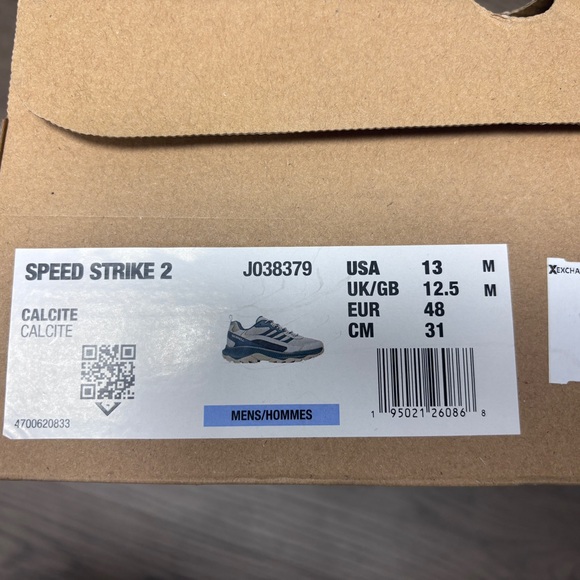 SPEED STRIKE 2
J038379
CALCITE
CALCITE
4700620833
MENS/HOMMES
USA 13 M
UK/GB 12.5 M
EUR 48
CM 31
1 95021 26086 8